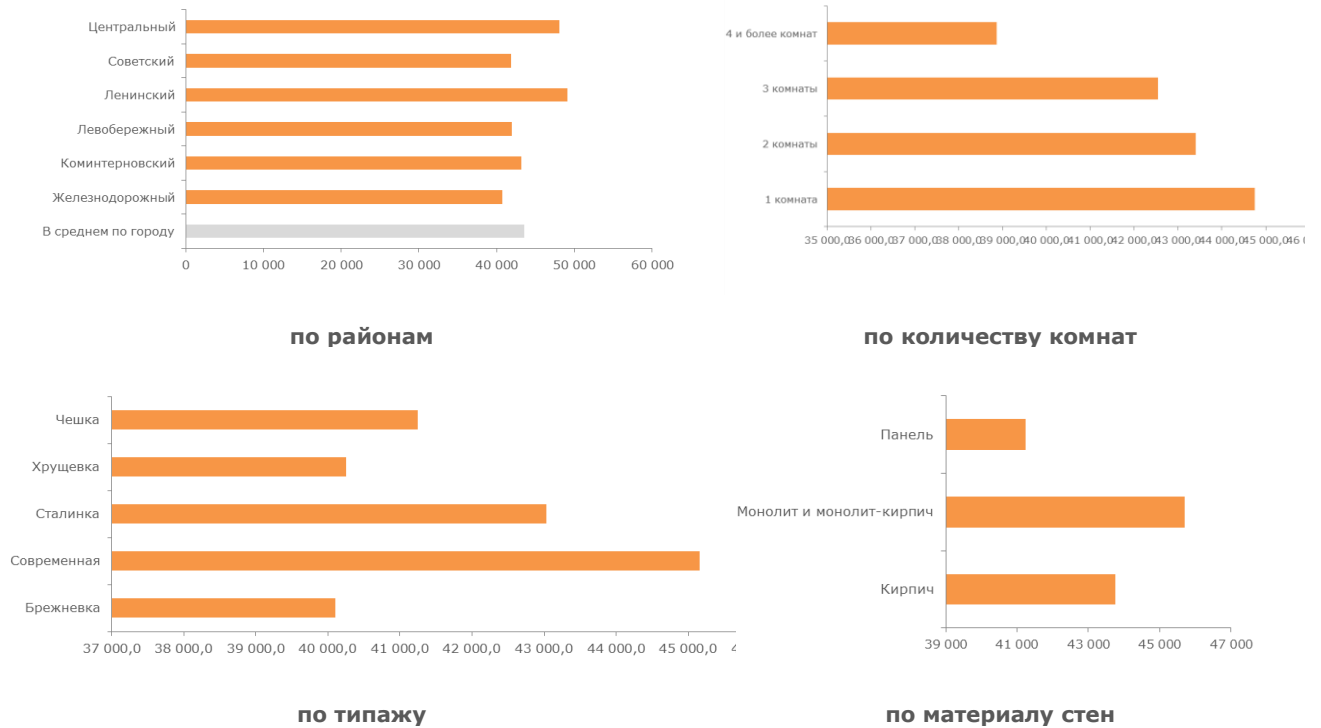 Центральный
Советский
Ленинский
Левобережный
Коминтерновский
Железнодорожный
В среднем по городу
0 10 000 20 000 30 000 40 000 50 000 60 000
по районам
4 и более комнат
3 комнаты
2 комнаты
1 комната
35 000,0 36 000,0 37 000,0 38 000,0 39 000,0 40 000,0 41 000,0 42 000,0 43 000,0 44 000,0 45 000,0 46
по количеству комнат
Чешка
Хрущевка
Сталинка
Современная
Брежневка
37 000,0 38 000,0 39 000,0 40 000,0 41 000,0 42 000,0 43 000,0 44 000,0 45 000,0
по типажу
Панель
Монолит и монолит-кирпич
Кирпич
39 000 41 000 43 000 45 000 47 000
по материалу стен